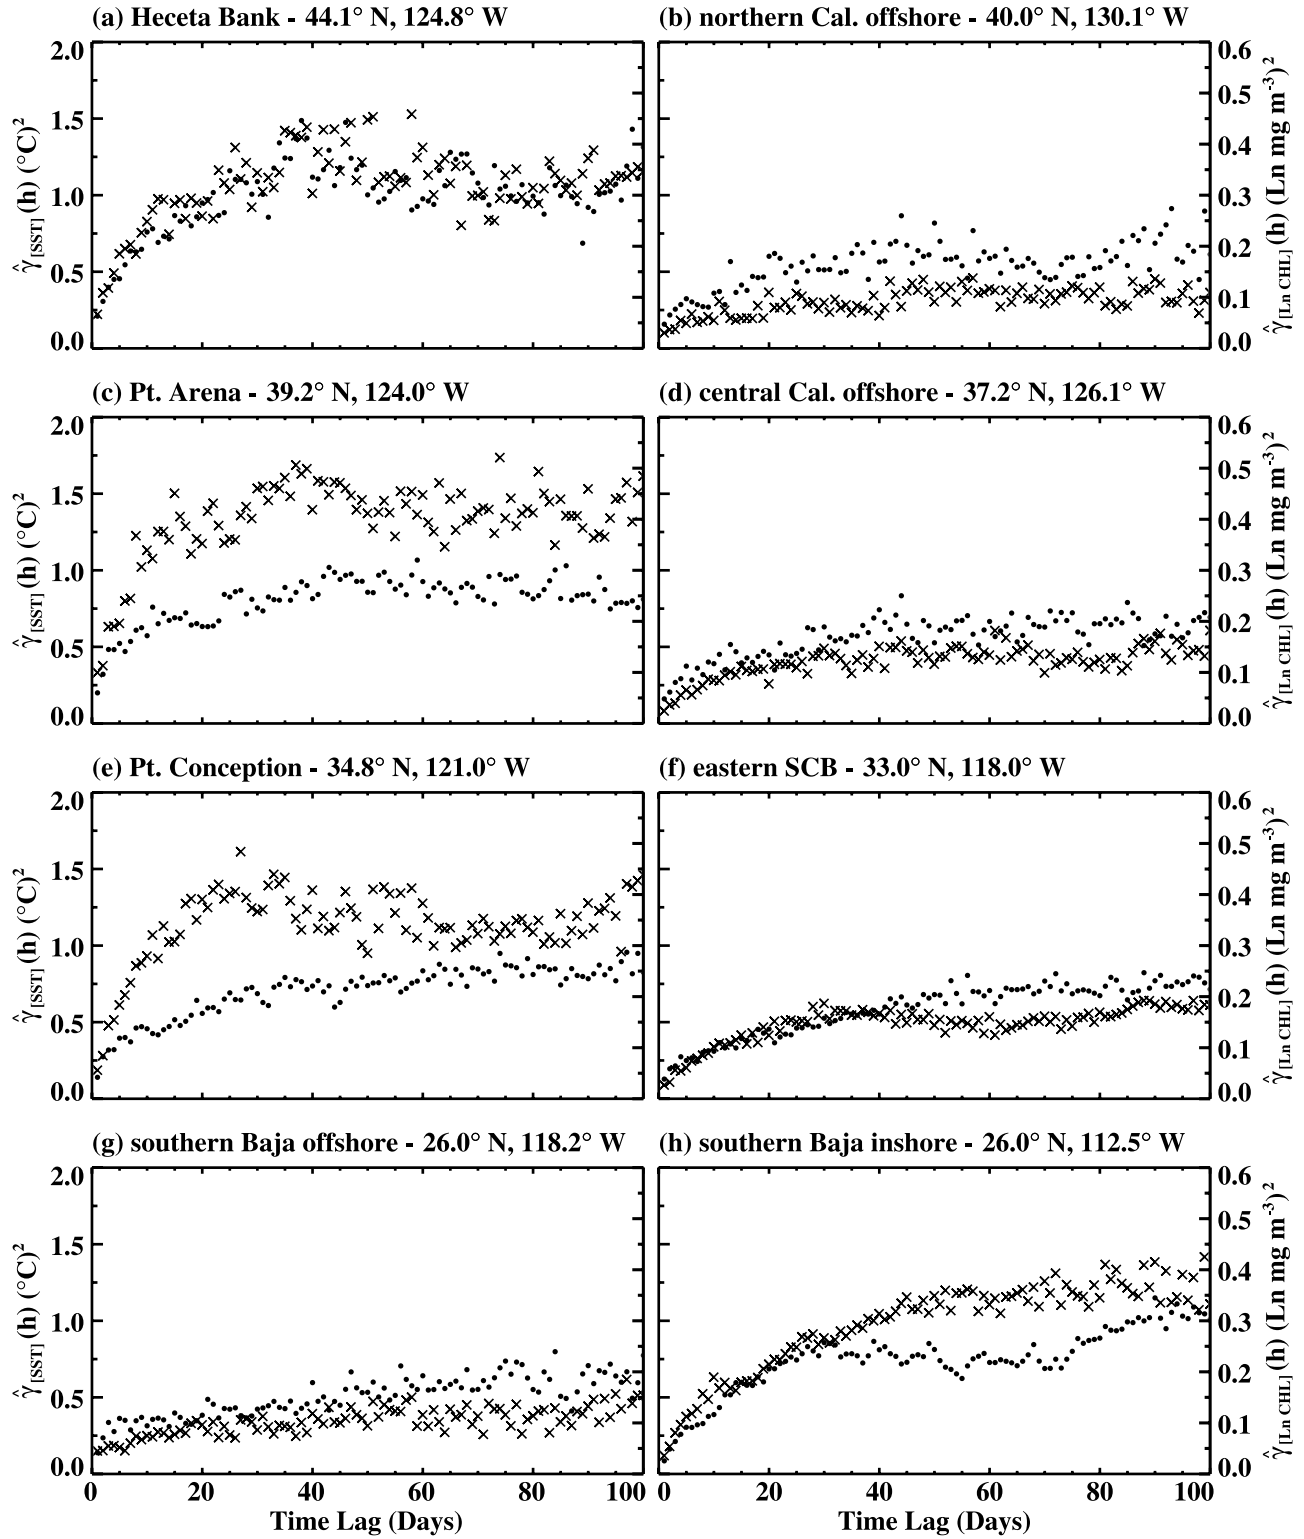 (a) Heceta Bank - 44.1° N, 124.8° W
(b) northern Cal. offshore - 40.0° N, 130.1° W
2.0
1.5
1.0
0.5
0.0
γ̂[SST](h) (°C)²
0.6
0.5
0.4
0.3
0.2
0.1
0.0
γ̂[Ln CHL](h) (Ln mg m⁻³)²
(c) Pt. Arena - 39.2° N, 124.0° W
(d) central Cal. offshore - 37.2° N, 126.1° W
2.0
1.5
1.0
0.5
0.0
γ̂[SST](h) (°C)²
0.6
0.5
0.4
0.3
0.2
0.1
0.0
γ̂[Ln CHL](h) (Ln mg m⁻³)²
(e) Pt. Conception - 34.8° N, 121.0° W
(f) eastern SCB - 33.0° N, 118.0° W
2.0
1.5
1.0
0.5
0.0
γ̂[SST](h) (°C)²
0.6
0.5
0.4
0.3
0.2
0.1
0.0
γ̂[Ln CHL](h) (Ln mg m⁻³)²
(g) southern Baja offshore - 26.0° N, 118.2° W
(h) southern Baja inshore - 26.0° N, 112.5° W
2.0
1.5
1.0
0.5
0.0
γ̂[SST](h) (°C)²
0.6
0.5
0.4
0.3
0.2
0.1
0.0
γ̂[Ln CHL](h) (Ln mg m⁻³)²
0 20 40 60 80 100
0 20 40 60 80 100
Time Lag (Days)
Time Lag (Days)